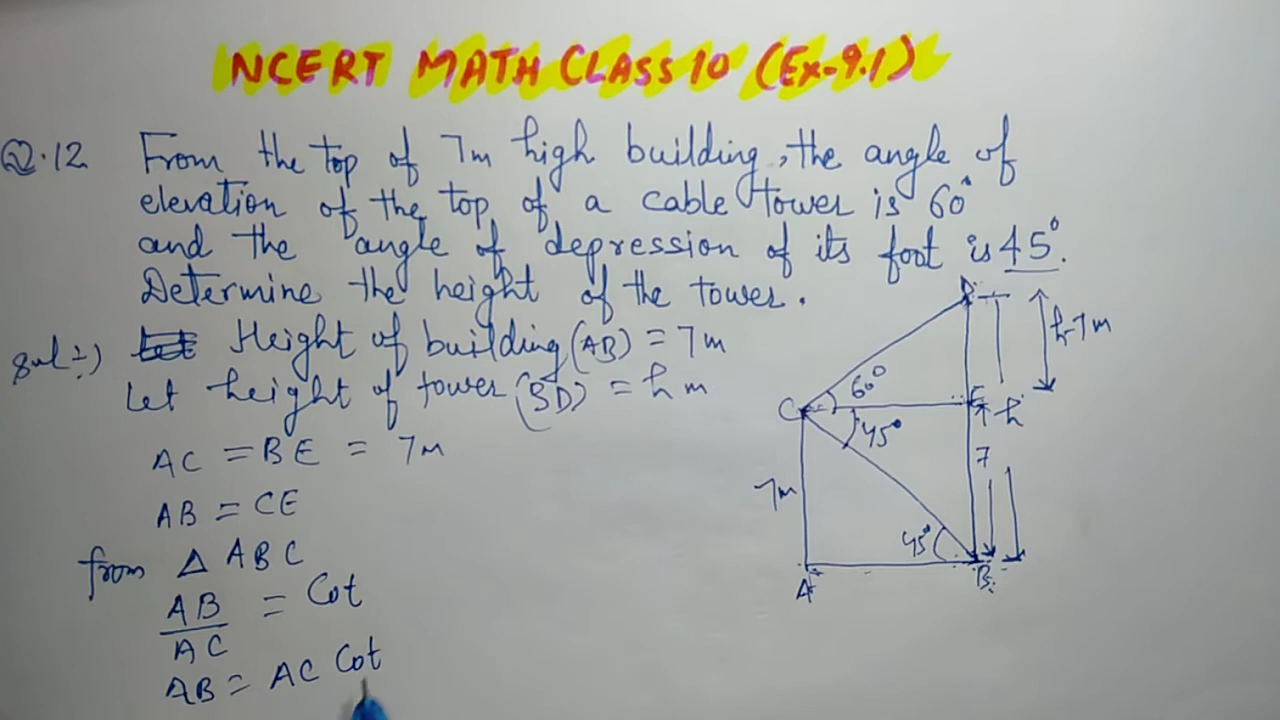 NCERT MATH CLASS 10 (Ex-9.1)
Q.12 From the top of 7m high building, the angle of
elevation of the top of a cable tower is 60°
and the angle of depression of its foot is 45°.
Determine the height of the tower.
Sol:-) Height of building (AB) = 7m
Let height of tower (BD) = h m
AC = BE = 7m
AB = CE
from △ ABC
AB/AC = Cot
AB = AC Cot
D
h-7m
60°
C
E
h
45°
7
7m
45°
A
B